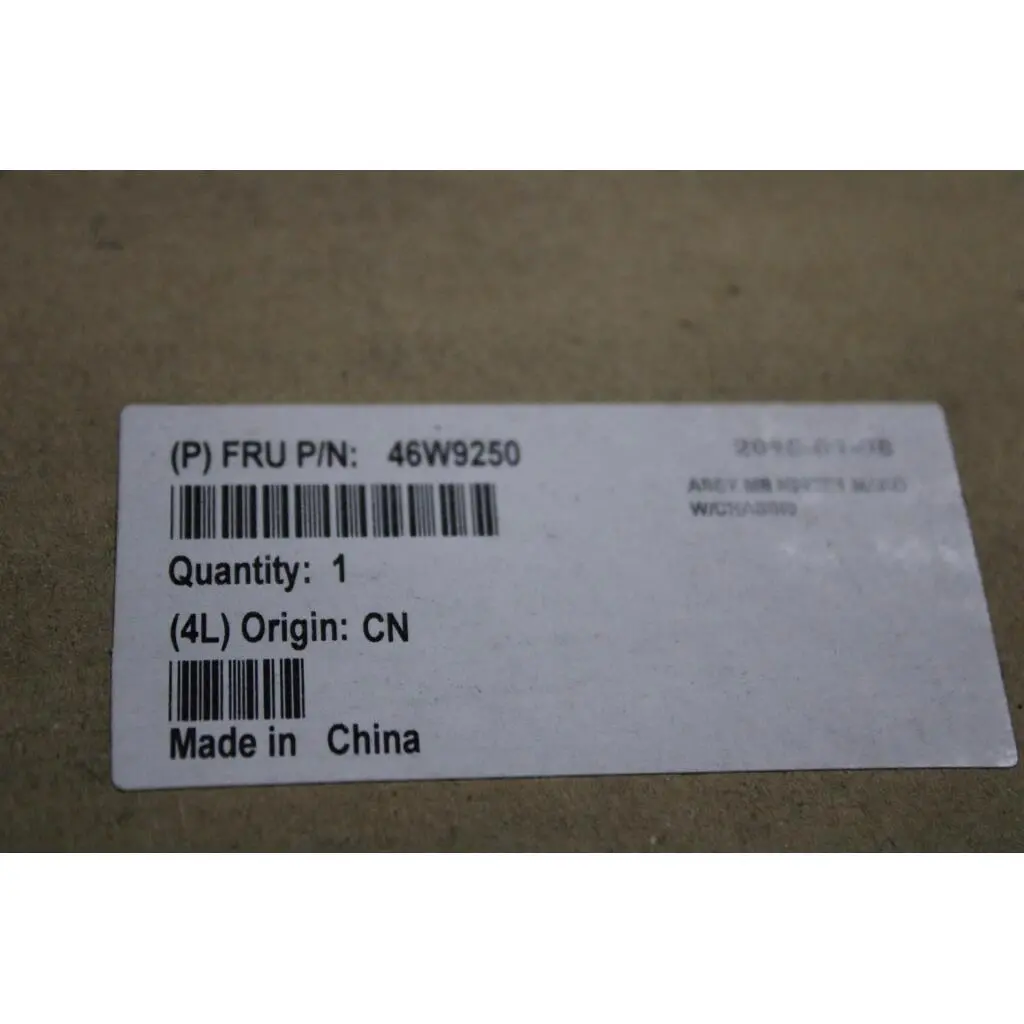 (P) FRU P/N: 46W9250
Quantity: 1
(4L) Origin: CN
Made in China